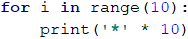 for i in range(10):
    print('*' * 10)